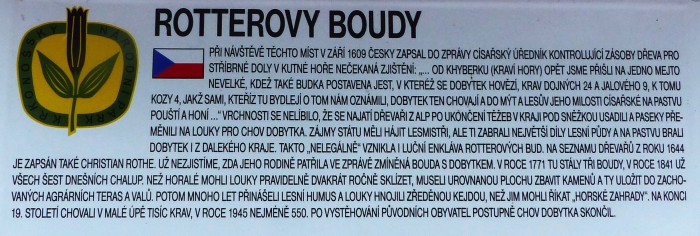 ROTTEROVY BOUDY
PŘI NÁVŠTĚVĚ TĚCHTO MÍST V ZÁŘÍ 1609 ČESKY ZAPSAL DO ZPRÁVY CÍSAŘSKÝ ÚŘEDNÍK KONTROLUJÍCÍ ZÁSOBY DŘEVA PRO
STŘÍBRNÉ DOLY V KUTNÉ HOŘE NEČEKANÁ ZJIŠTĚNÍ: „... OD KHYBERKU (KRAVÍ HORY) OPĚT JSME PŘIŠLI NA JEDNO MEJTO
NEVELKÉ, KDEŽ TAKÉ BUDKA POSTAVENA JEST, V KTEREŽ SE DOBYTEK HOVĚZÍ, KRAV DOJNÝCH 24 A JALOVÉHO 9, K TOMU
KOZY 4, JAKŽ SAMI, KTEŘÍŽ TU BYDLEJÍ O TOM NÁM OZNÁMILI, DOBYTEK TEN CHOVAJÍ A DO MÝT A LESŮV JEHO MILOSTI CÍSAŘSKÉ NA PASTVU
POUŠTÍ A HONÍ ...“ VRCHNOSTI SE NELÍBILO, ŽE SE NAJATÍ DŘEVAŘI Z ALP PO UKONČENÍ TĚŽEB V KRAJI POD SNĚŽKOU USADILI A PASEKY PŘE-
MĚNILI NA LOUKY PRO CHOV DOBYTKA. ZÁJMY STÁTU MĚLI HÁJIT LESMISTŘI, ALE TI ZABRALI NEJVĚTŠÍ DÍLY LESNÍ PŮDY A NA PASTVU BRALI
DOBYTEK I Z DALEKÉHO KRAJE. TAKTO „NELEGÁLNĚ“ VZNIKLA I LUČNÍ ENKLÁVA ROTTEROVÝCH BUD. NA SEZNAMU DŘEVAŘŮ Z ROKU 1644
JE ZAPSÁN TAKÉ CHRISTIAN ROTHE. UŽ NEZJISTÍME, ZDA JEHO RODINĚ PATŘILA VE ZPRÁVĚ ZMÍNĚNÁ BOUDA S DOBYTKEM. V ROCE 1771 TU STÁLY TŘI BOUDY, V ROCE 1841 UŽ
VŠECH ŠEST DNEŠNÍCH CHALUP. NEŽ HORALÉ MOHLI LOUKY PRAVIDELNĚ DVAKRÁT ROČNĚ SKLÍZET, MUSELI UROVNANOU PLOCHU ZBAVIT KAMENŮ A TY ULOŽIT DO ZACHO-
VANÝCH AGRÁRNÍCH TERAS A VALŮ. POTOM MNOHO LET PŘINÁŠELI LESNÍ HUMUS A LOUKY HNOJILI ZŘEDĚNOU KEJDOU, NEŽ JIM MOHLI ŘÍKAT „HORSKÉ ZAHRADY“. NA KONCI
19. STOLETÍ CHOVALI V MALÉ ÚPĚ TISÍC KRAV, V ROCE 1945 NEJMÉNĚ 550. PO VYSTĚHOVÁNÍ PŮVODNÍCH OBYVATEL POSTUPNĚ CHOV DOBYTKA SKONČIL.
KRKONOŠSKÝ NÁRODNÍ PARK